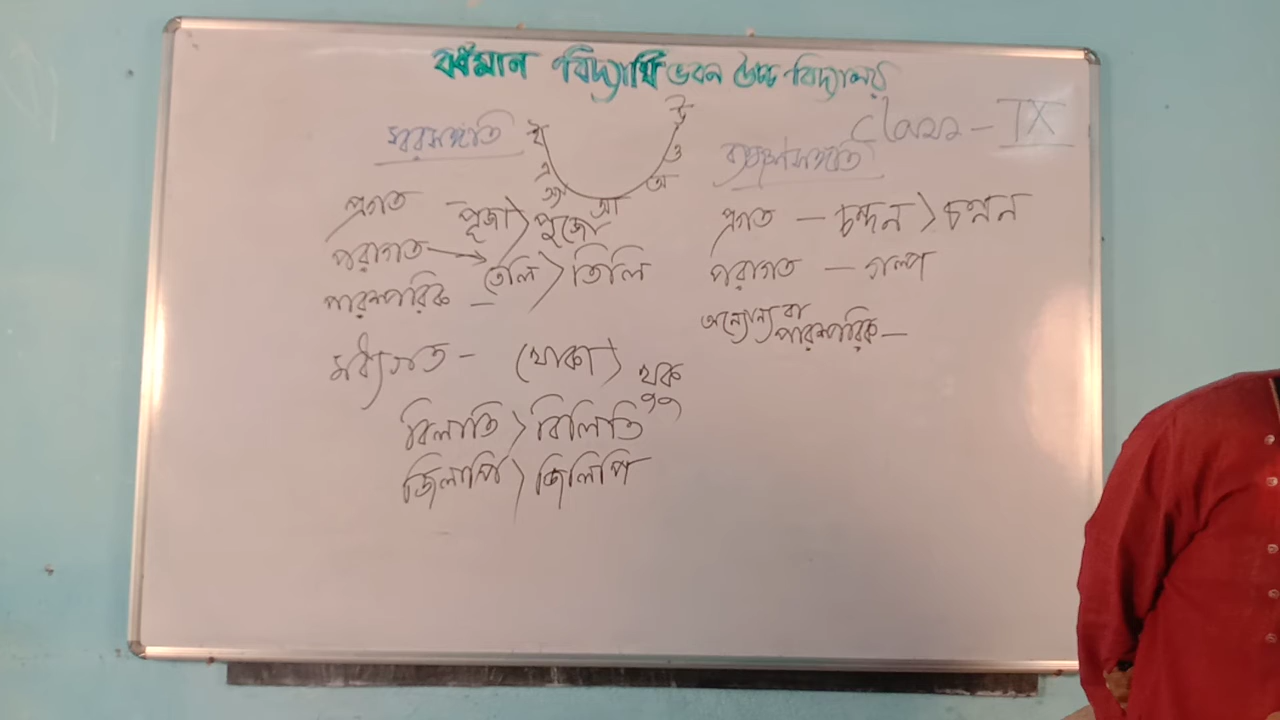 বর্ধমান বিদ্যার্থি ভবন উচ্চ বিদ্যালয়
Class - IX
স্বরসঙ্গতি
ই
এ
অ্যা
আ
অ
ও
উ
প্রগত পূজা > পুজো
পরাগত → তেলি > তিলি
পারস্পরিক –
মধ্যগত – খোকা > খুকু
বিলাতি > বিলিতি
জিলাপি > জিলিপি
ব্যঞ্জনসঙ্গতি
প্রগত – চন্দন > চন্নন
পরাগত – গল্প
অন্যোন্য বা
পারস্পরিক –